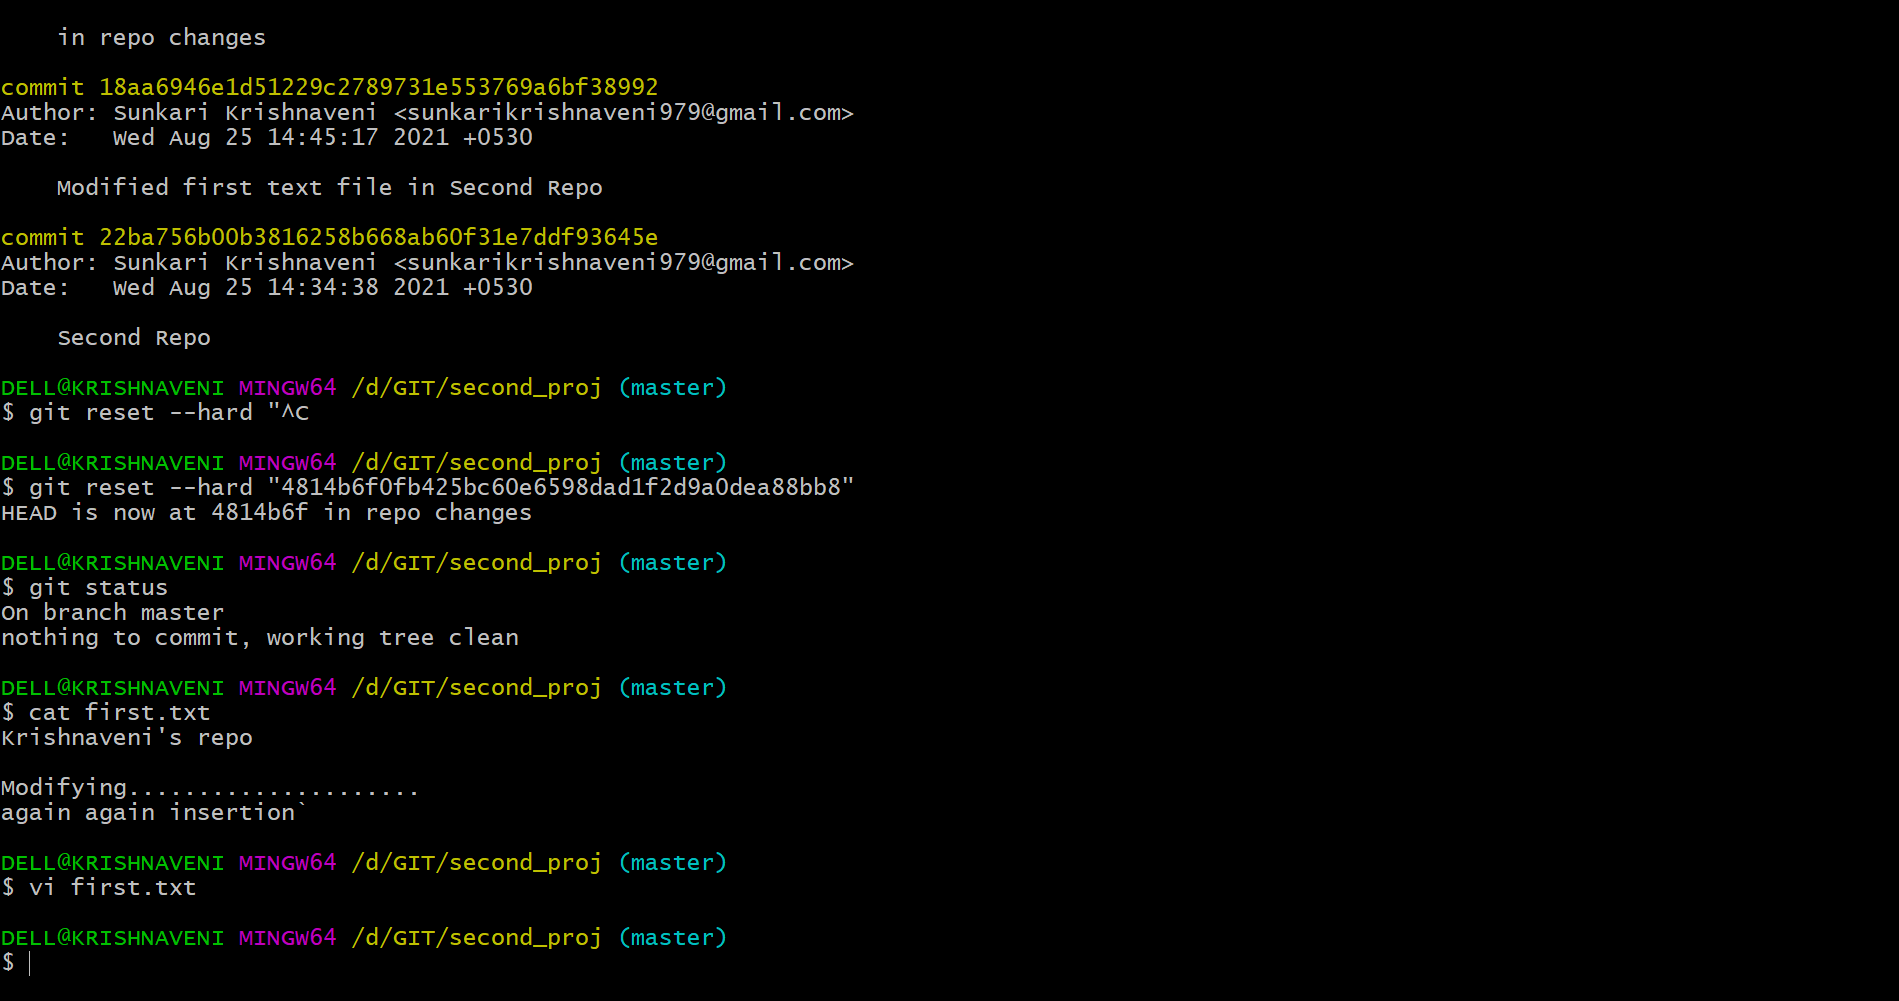 in repo changes
commit 18aa6946e1d51229c2789731e553769a6bf38992
Author: Sunkari Krishnaveni <sunkarikrishnaveni979@gmail.com>
Date:   Wed Aug 25 14:45:17 2021 +0530
Modified first text file in Second Repo
commit 22ba756b00b3816258b668ab60f31e7ddf93645e
Author: Sunkari Krishnaveni <sunkarikrishnaveni979@gmail.com>
Date:   Wed Aug 25 14:34:38 2021 +0530
Second Repo
DELL@KRISHNAVENI MINGW64 /d/GIT/second_proj (master)
$ git reset --hard "^C
DELL@KRISHNAVENI MINGW64 /d/GIT/second_proj (master)
$ git reset --hard "4814b6f0fb425bc60e6598dad1f2d9a0dea88bb8"
HEAD is now at 4814b6f in repo changes
DELL@KRISHNAVENI MINGW64 /d/GIT/second_proj (master)
$ git status
On branch master
nothing to commit, working tree clean
DELL@KRISHNAVENI MINGW64 /d/GIT/second_proj (master)
$ cat first.txt
Krishnaveni's repo
Modifying.....................
again again insertion`
DELL@KRISHNAVENI MINGW64 /d/GIT/second_proj (master)
$ vi first.txt
DELL@KRISHNAVENI MINGW64 /d/GIT/second_proj (master)
$